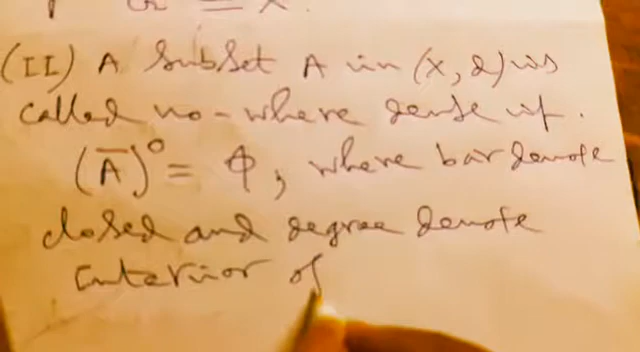 (II) A Subset A in (X, d) is
called no-where dense if.
(A̅)° = φ, where bar denote
closed and degree denote
interior of